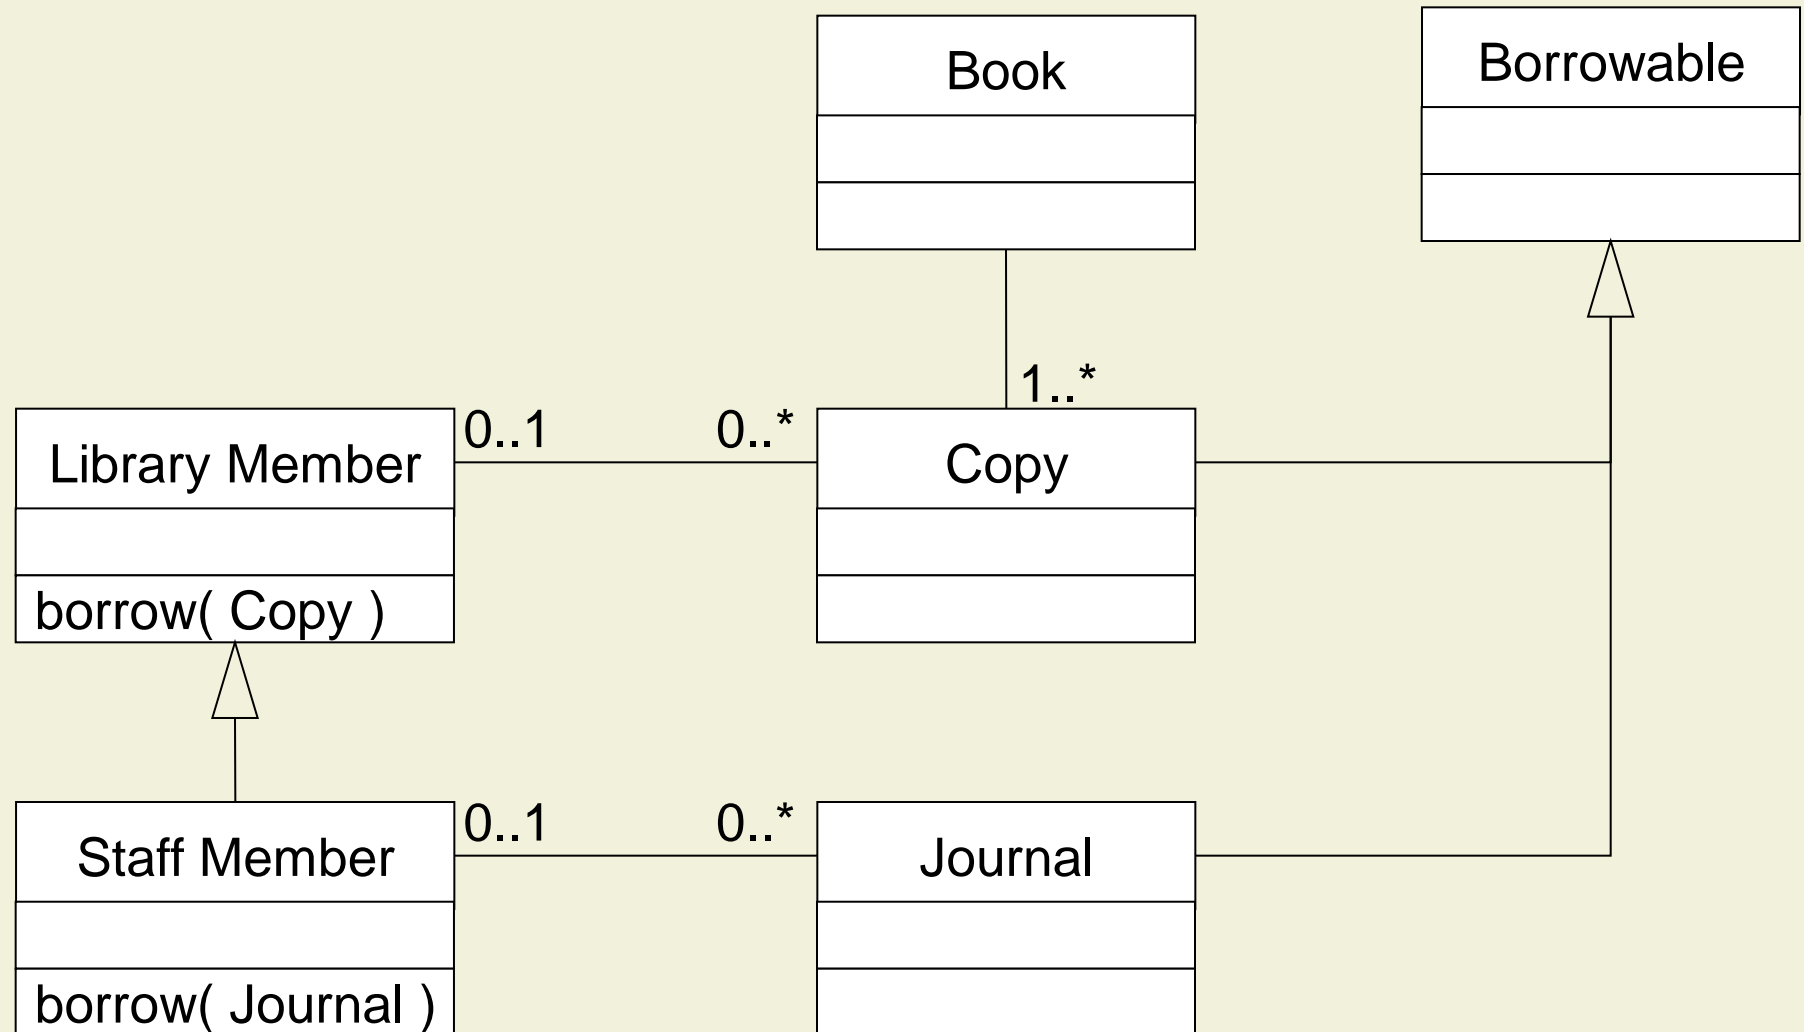 Book
Borrowable
1..*
0..1
0..*
Library Member
Copy
borrow( Copy )
0..1
0..*
Staff Member
Journal
borrow( Journal )